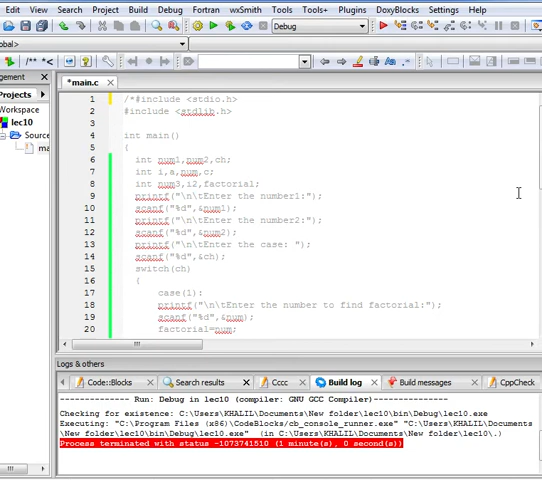 Edit View Search Project Build Debug Fortran wxSmith Tools Tools+ Plugins DoxyBlocks Settings Help
Debug
obal>
/** *<
agement
Projects
Workspace
lec10
Source
ma
*main.c
1 /*#include <stdio.h>
2 #include <stdlib.h>
3
4 int main()
5 {
6 int num1,num2,ch;
7 int i,a,num,c;
8 int num3,i2,factorial;
9 printf("\n\tEnter the number1:");
10 scanf("%d",&num1);
11 printf("\n\tEnter the number2:");
12 scanf("%d",&num2);
13 printf("\n\tEnter the case: ");
14 scanf("%d",&ch);
15 switch(ch)
16 {
17 case(1):
18 printf("\n\tEnter the number to find factorial:");
19 scanf("%d",&num);
20 factorial=num;
Logs & others
Code::Blocks
Search results
Cccc
Build log
Build messages
CppCheck
-------------- Run: Debug in lec10 (compiler: GNU GCC Compiler)---------------
Checking for existence: C:\Users\KHALIL\Documents\New folder\lec10\bin\Debug\lec10.exe
Executing: "C:\Program Files (x86)\CodeBlocks/cb_console_runner.exe" "C:\Users\KHALIL\Documents
\New folder\lec10\bin\Debug\lec10.exe" (in C:\Users\KHALIL\Documents\New folder\lec10\.)
Process terminated with status -1073741510 (1 minute(s), 0 second(s))